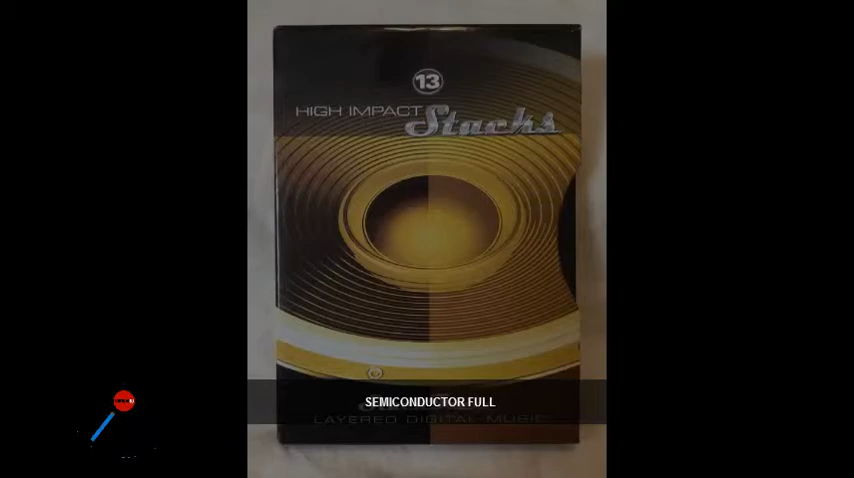 13
HIGH IMPACT
Stacks
SEMICONDUCTOR FULL
LAYERED DIGITAL MUSIC